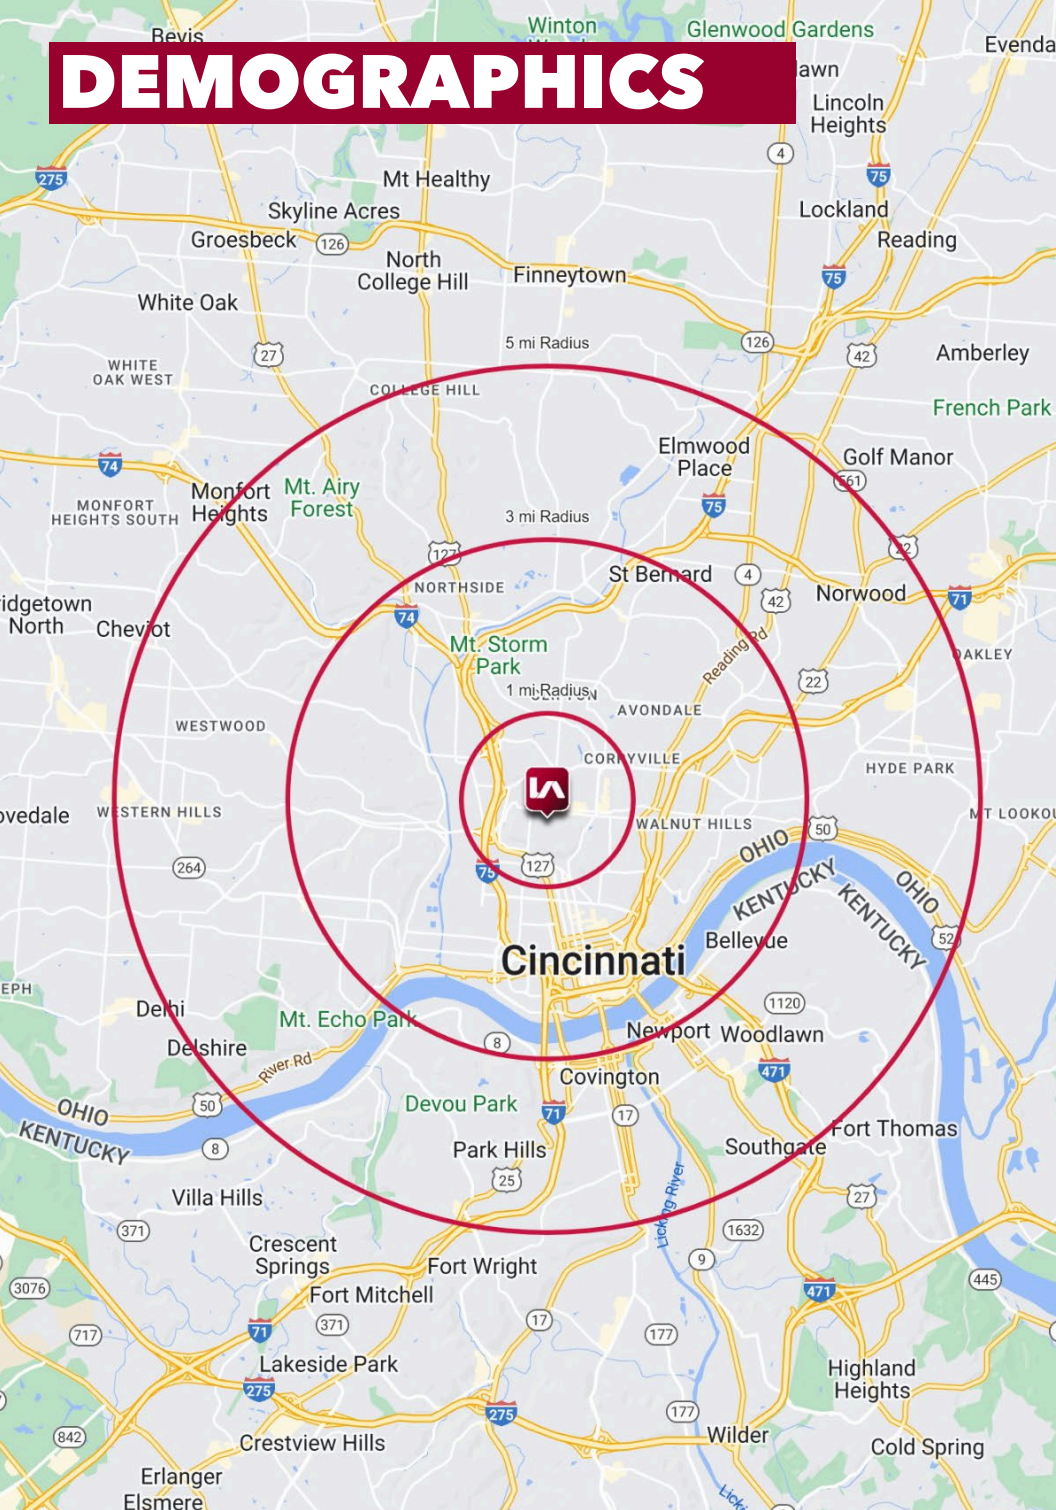 Bevis
Winton
Glenwood Gardens
Evenda
DEMOGRAPHICS
lawn
Lincoln
Heights
4
275
75
Mt Healthy
Skyline Acres
Lockland
Groesbeck
126
Reading
North
College Hill
Finneytown
75
White Oak
5 mi Radius
126
27
42
Amberley
WHITE
OAK WEST
COLLEGE HILL
French Park
Elmwood
Place
Golf Manor
74
561
Monfort
Heights
Mt. Airy
Forest
75
MONFORT
HEIGHTS SOUTH
3 mi Radius
127
22
NORTHSIDE
St Bernard
4
Norwood
71
42
74
idgetown
North
Cheviot
Mt. Storm
Park
Reading Rd
OAKLEY
22
1 mi Radius
AVONDALE
WESTWOOD
CORRYVILLE
HYDE PARK
ovedale
WESTERN HILLS
WALNUT HILLS
MT LOOKOU
50
OHIO
264
127
75
KENTUCKY
OHIO
KENTUCKY
Bellevue
52
Cincinnati
EPH
Delhi
1120
Mt. Echo Park
8
Newport
Woodlawn
Delshire
River Rd
471
Covington
50
OHIO
Devou Park
71
17
KENTUCKY
8
Park Hills
Southgate
Fort Thomas
25
Villa Hills
Licking River
27
371
1632
Crescent
Springs
Fort Wright
9
3076
Fort Mitchell
471
445
371
17
177
717
71
Lakeside Park
275
Highland
Heights
275
177
842
Crestview Hills
Wilder
Cold Spring
Erlanger
Elsmere
Licki